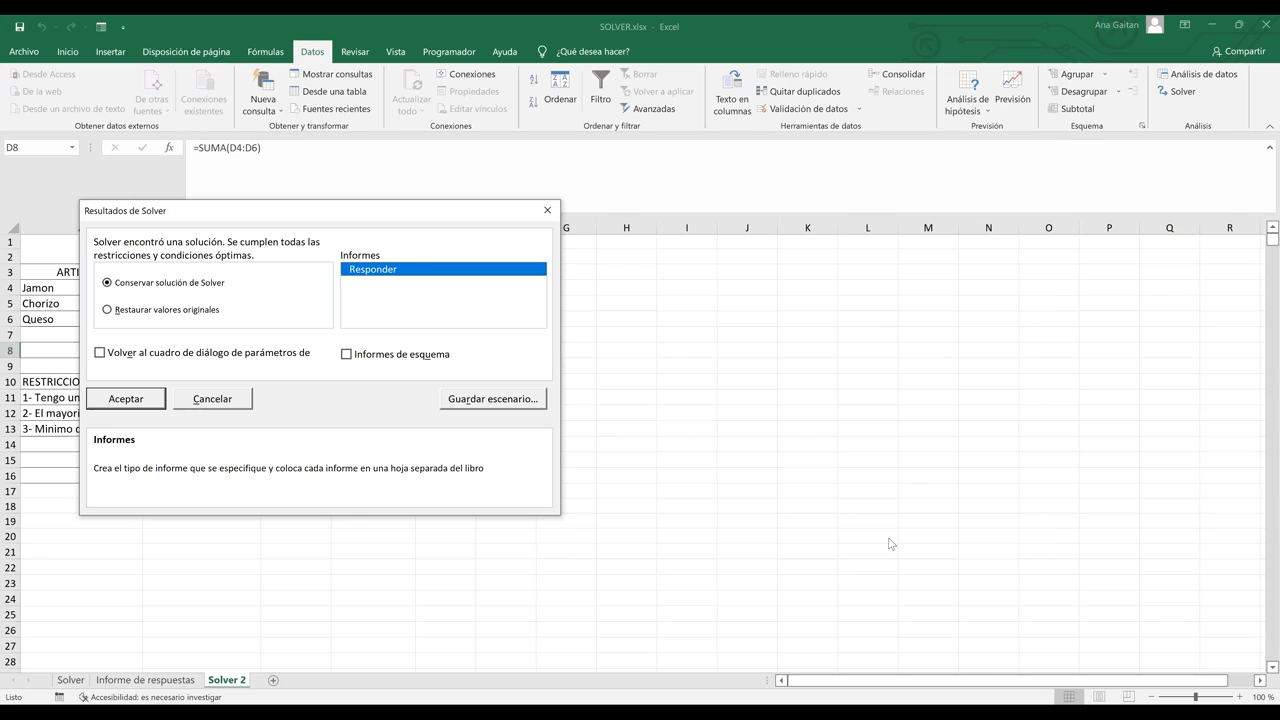 SOLVER.xlsx - Excel
Ana Gaitan
Archivo Inicio Insertar Disposición de página Fórmulas Datos Revisar Vista Programador Ayuda ¿Qué desea hacer? Compartir
Desde Access
De la web
Desde un archivo de texto
De otras fuentes
Conexiones existentes
Obtener datos externos
Nueva consulta
Mostrar consultas
Desde una tabla
Fuentes recientes
Obtener y transformar
Actualizar todo
Conexiones
Propiedades
Editar vínculos
Conexiones
Ordenar
Filtro
Borrar
Volver a aplicar
Avanzadas
Ordenar y filtrar
Texto en columnas
Relleno rápido
Quitar duplicados
Validación de datos
Consolidar
Relaciones
Herramientas de datos
Análisis de hipótesis
Previsión
Previsión
Agrupar
Desagrupar
Subtotal
Esquema
Análisis de datos
Solver
Análisis
D8 fx =SUMA(D4:D6)
G H I J K L M N O P Q R
1
2
3 ARTI
4 Jamon
5 Chorizo
6 Queso
7
8
9
10 RESTRICCIO
11 1- Tengo un
12 2- El mayori
13 3- Minimo d
14
15
16
17
18
19
20
21
22
23
24
25
26
27
28
Resultados de Solver
Solver encontró una solución. Se cumplen todas las
restricciones y condiciones óptimas.
Conservar solución de Solver
Restaurar valores originales
Informes
Responder
Volver al cuadro de diálogo de parámetros de
Informes de esquema
Aceptar Cancelar Guardar escenario...
Informes
Crea el tipo de informe que se especifique y coloca cada informe en una hoja separada del libro
Solver Informe de respuestas Solver 2
Listo Accesibilidad: es necesario investigar 100 %